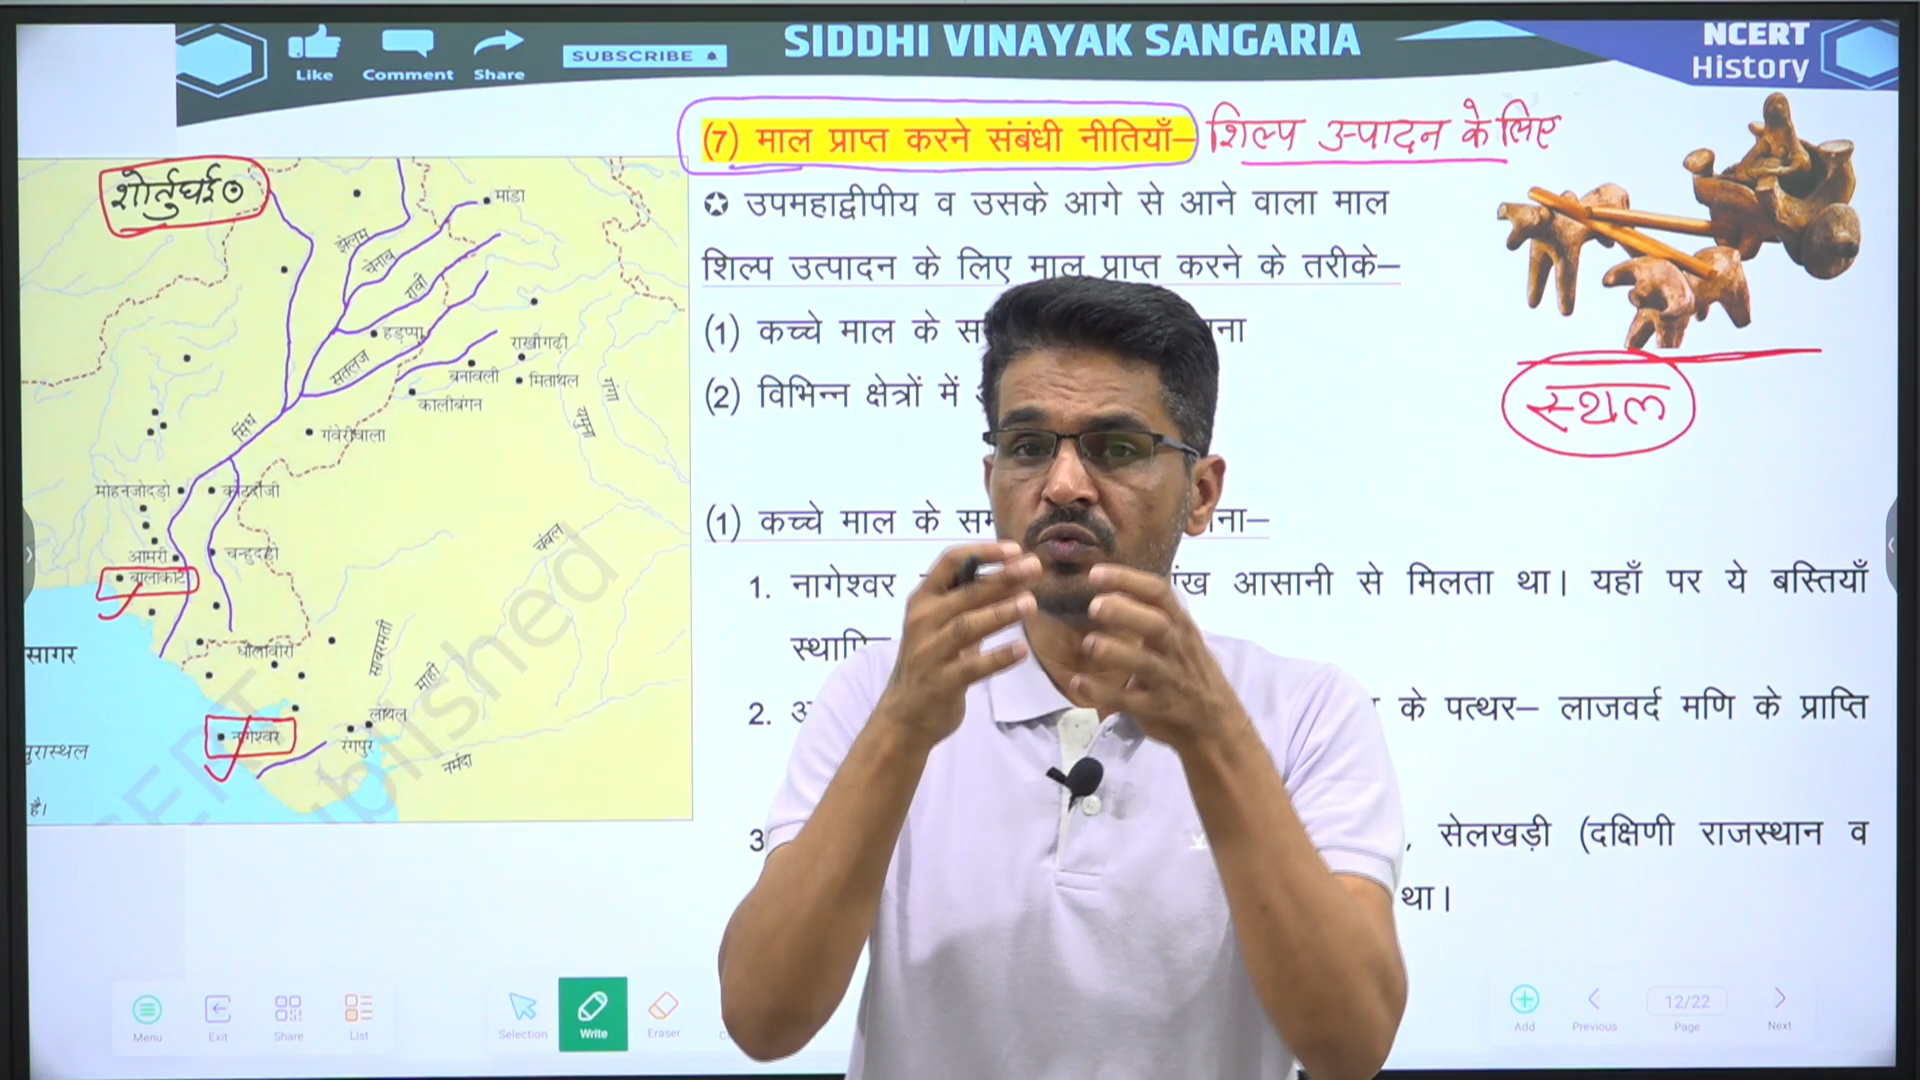 SIDDHI VINAYAK SANGARIA
NCERT
History
Like
Comment
Share
SUBSCRIBE
(7) माल प्राप्त करने संबंधी नीतियाँ–
शिल्प उत्पादन के लिए
✪ उपमहाद्वीपीय व उसके आगे से आने वाला माल
शिल्प उत्पादन के लिए माल प्राप्त करने के तरीके–
(1) कच्चे माल के
(2) विभिन्न क्षेत्रों में
स्थल
(1) कच्चे माल के
1. नागेश्वर
आसानी से मिलता था। यहाँ पर ये बस्तियाँ
2.
के पत्थर– लाजवर्द मणि के प्राप्ति
3
, सेलखड़ी (दक्षिणी राजस्थान व
था।
शोर्तुघई
मांडा
झेलम
चेनाब
रावी
हड़प्पा
सतलज
राखीगढ़ी
बनावली
मिताथल
कालीबंगन
गंगा
यमुना
सिंध
गंवेरीवाला
मोहनजोदड़ो
कोटदीजी
आमरी
चन्हुदड़ो
बालाकोट
चंबल
सागर
धौलावीरा
साबरमती
माही
लोथल
नागेश्वर
रंगपुर
नर्मदा
पुरास्थल
है।
Menu
Exit
Share
List
Selection
Write
Eraser
Add
Previous
12/22
Page
Next